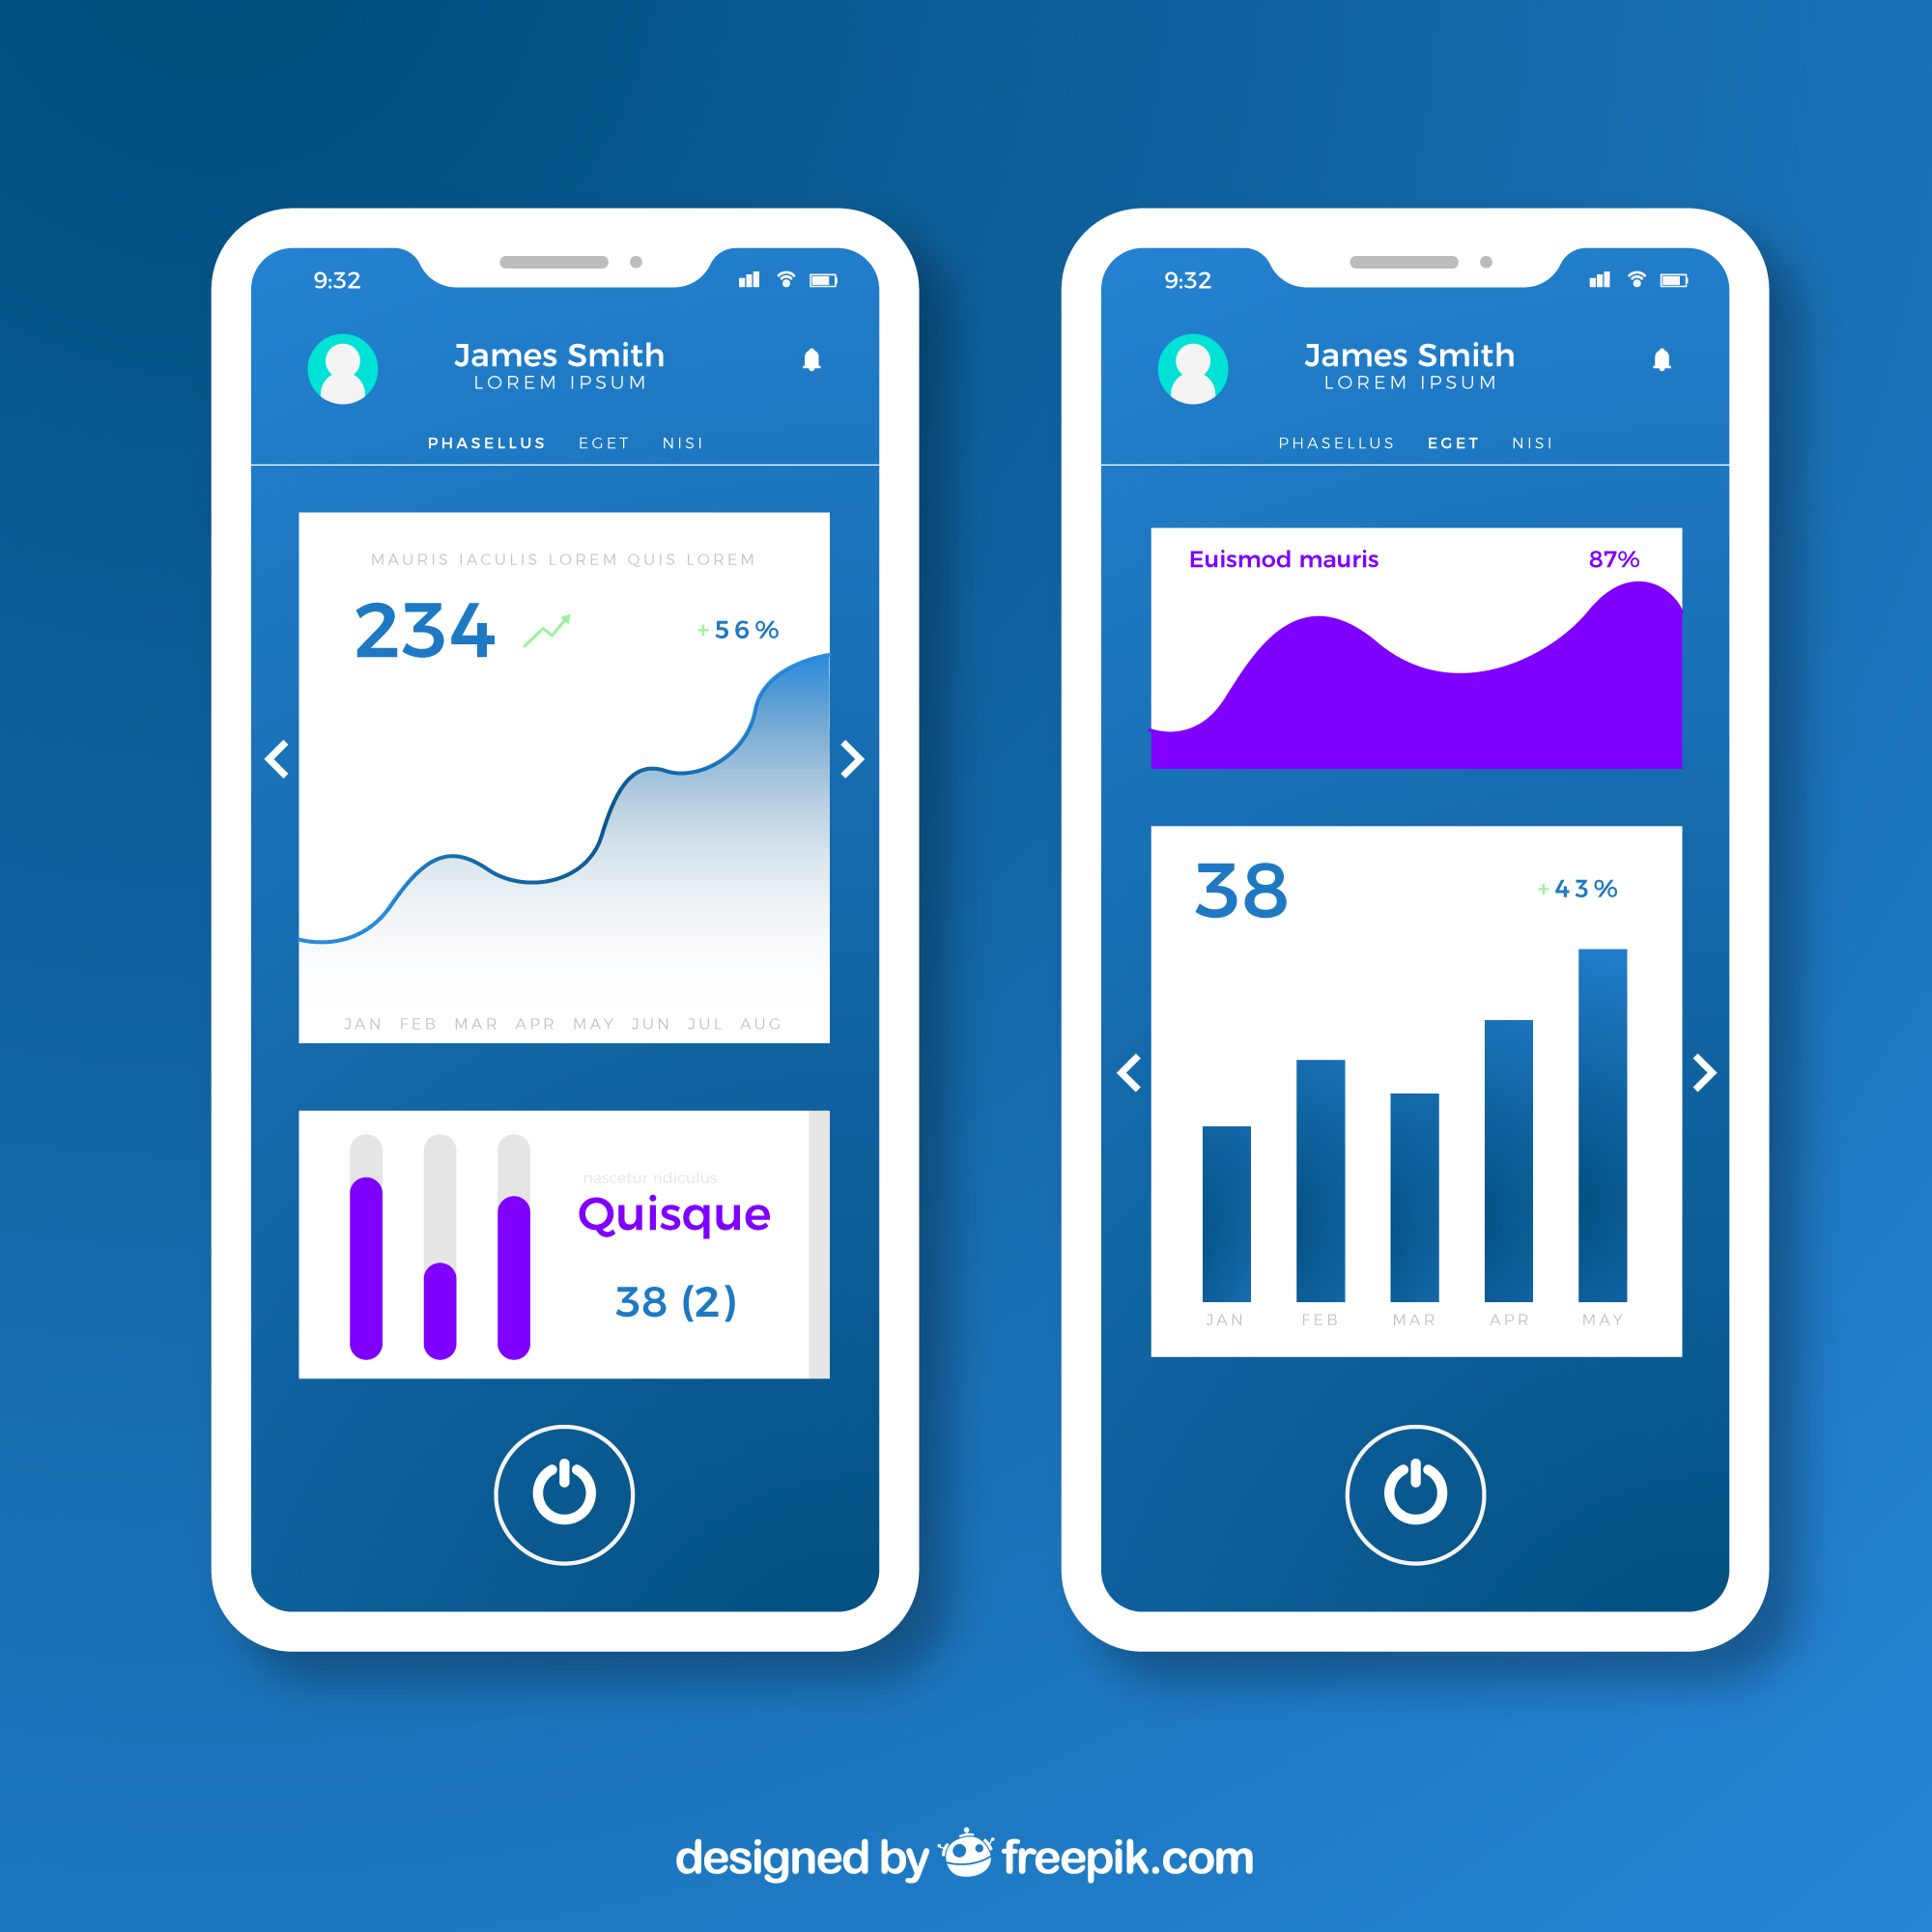 9:32
James Smith
LOREM IPSUM
PHASELLUS EGET NISI
MAURIS IACULIS LOREM QUIS LOREM
234 +56%
JAN FEB MAR APR MAY JUN JUL AUG
nascetur ridiculus
Quisque
38 (2)
9:32
James Smith
LOREM IPSUM
PHASELLUS EGET NISI
Euismod mauris 87%
38 +43%
JAN FEB MAR APR MAY
designed by freepik.com